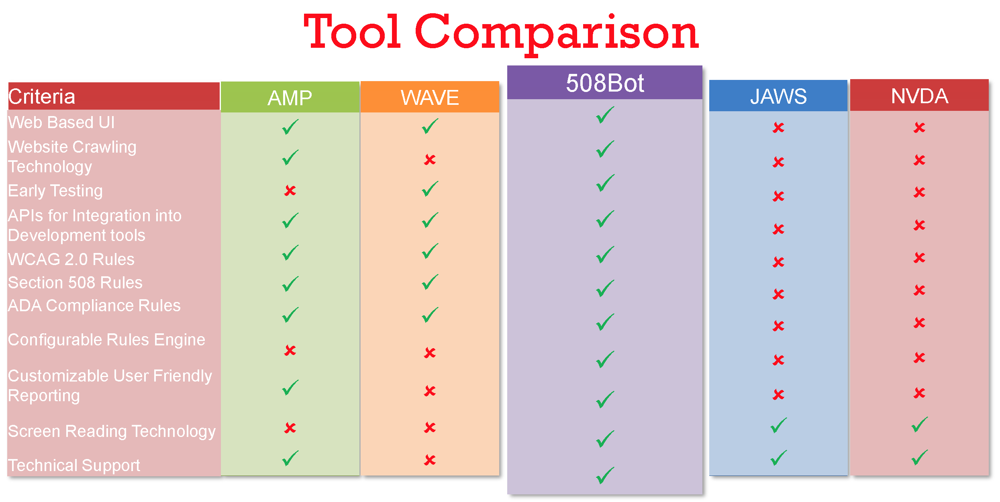 Tool Comparison
Criteria
AMP
WAVE
508Bot
JAWS
NVDA
Web Based UI
Website Crawling
Technology
Early Testing
APIs for Integration into
Development tools
WCAG 2.0 Rules
Section 508 Rules
ADA Compliance Rules
Configurable Rules Engine
Customizable User Friendly
Reporting
Screen Reading Technology
Technical Support